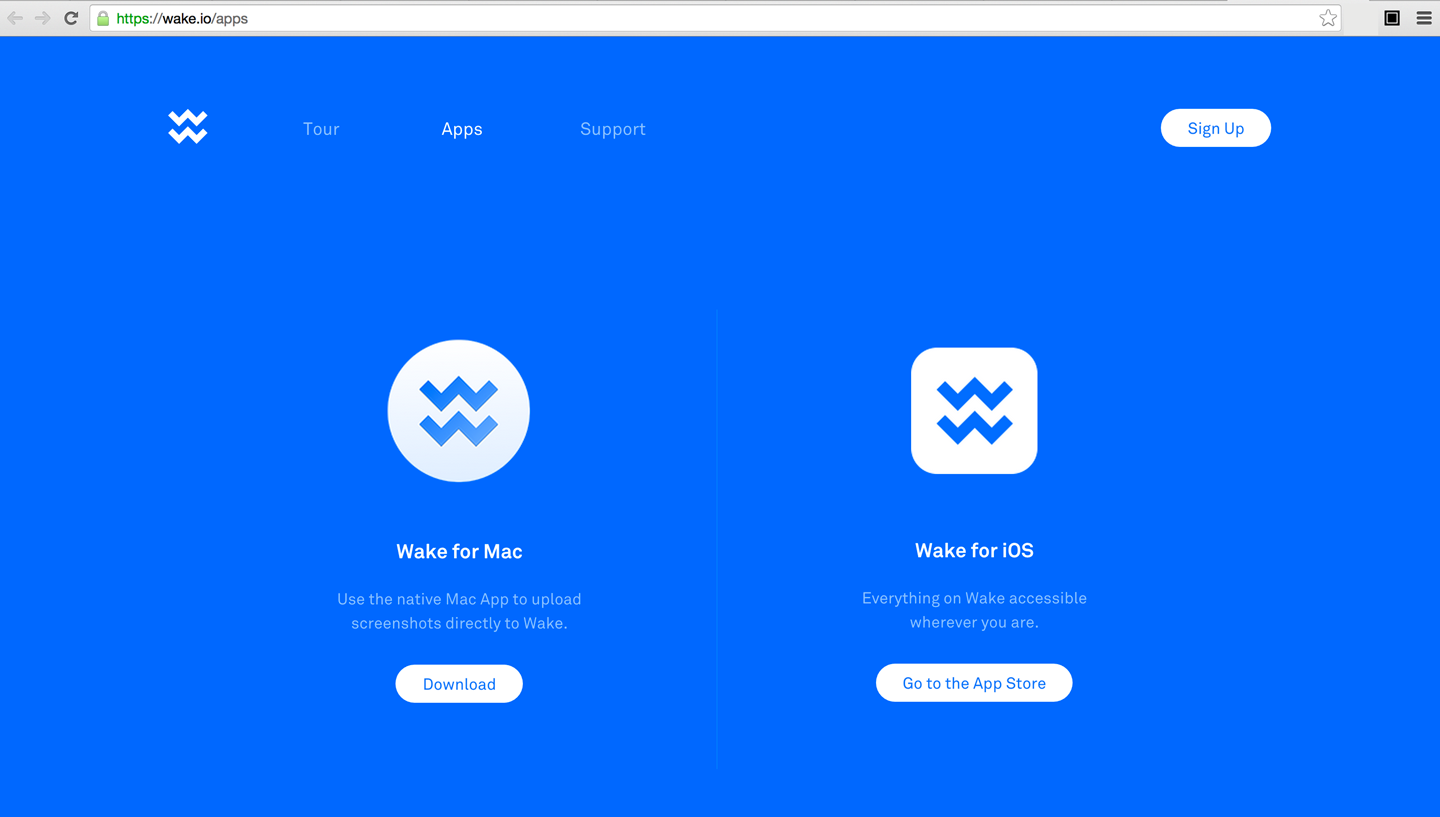 https://wake.io/apps
Tour
Apps
Support
Sign Up
Wake for Mac
Use the native Mac App to upload
screenshots directly to Wake.
Download
Wake for iOS
Everything on Wake accessible
wherever you are.
Go to the App Store